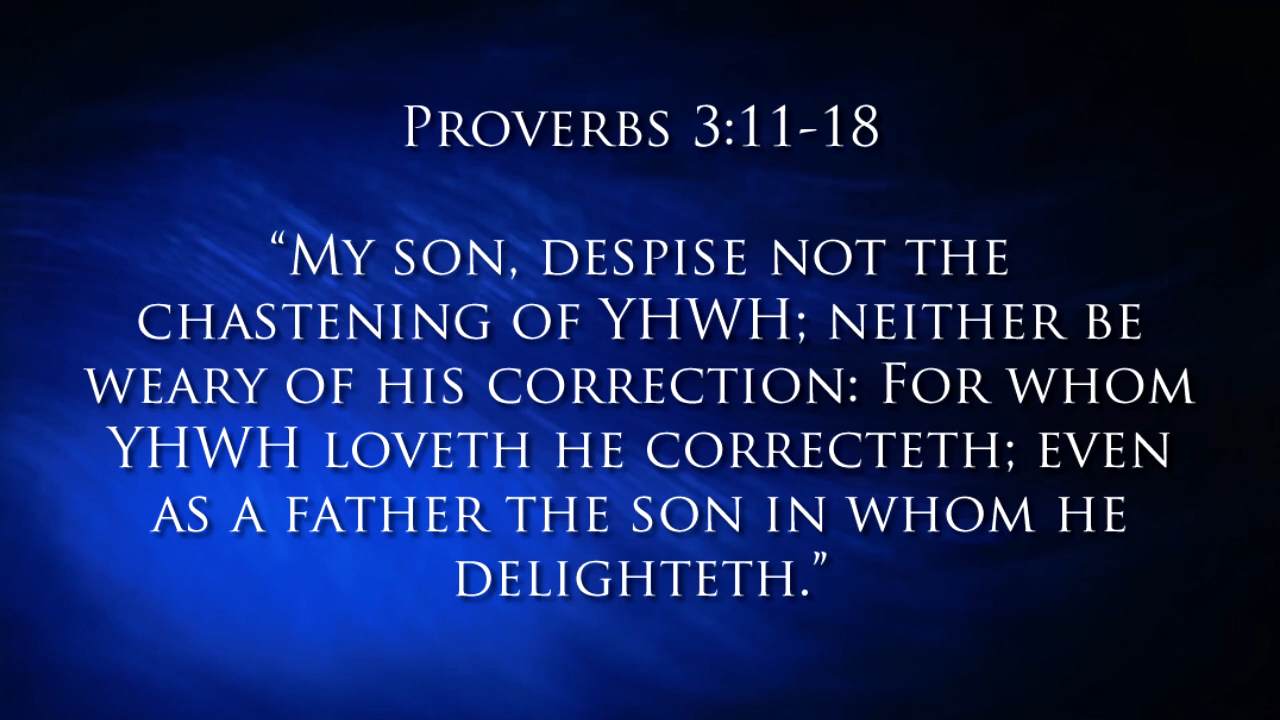 Proverbs 3:11-18
“My son, despise not the
chastening of YHWH; neither be
weary of his correction: For whom
YHWH loveth he correcteth; even
as a father the son in whom he
delighteth.”